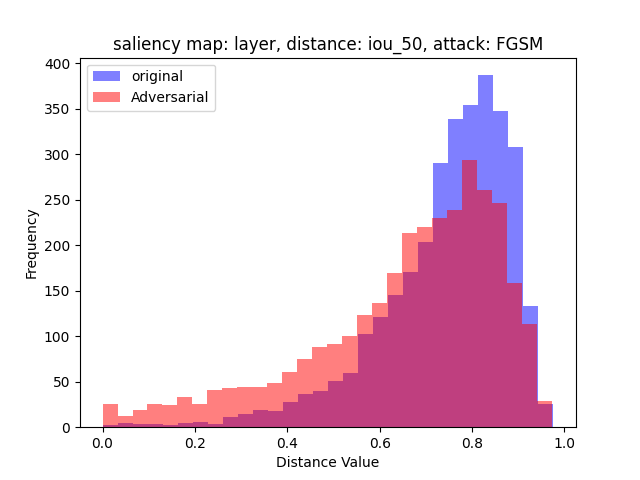 saliency map: layer, distance: iou_50, attack: FGSM
original
Adversarial
400
350
300
250
200
150
100
50
0
Frequency
0.0 0.2 0.4 0.6 0.8 1.0
Distance Value